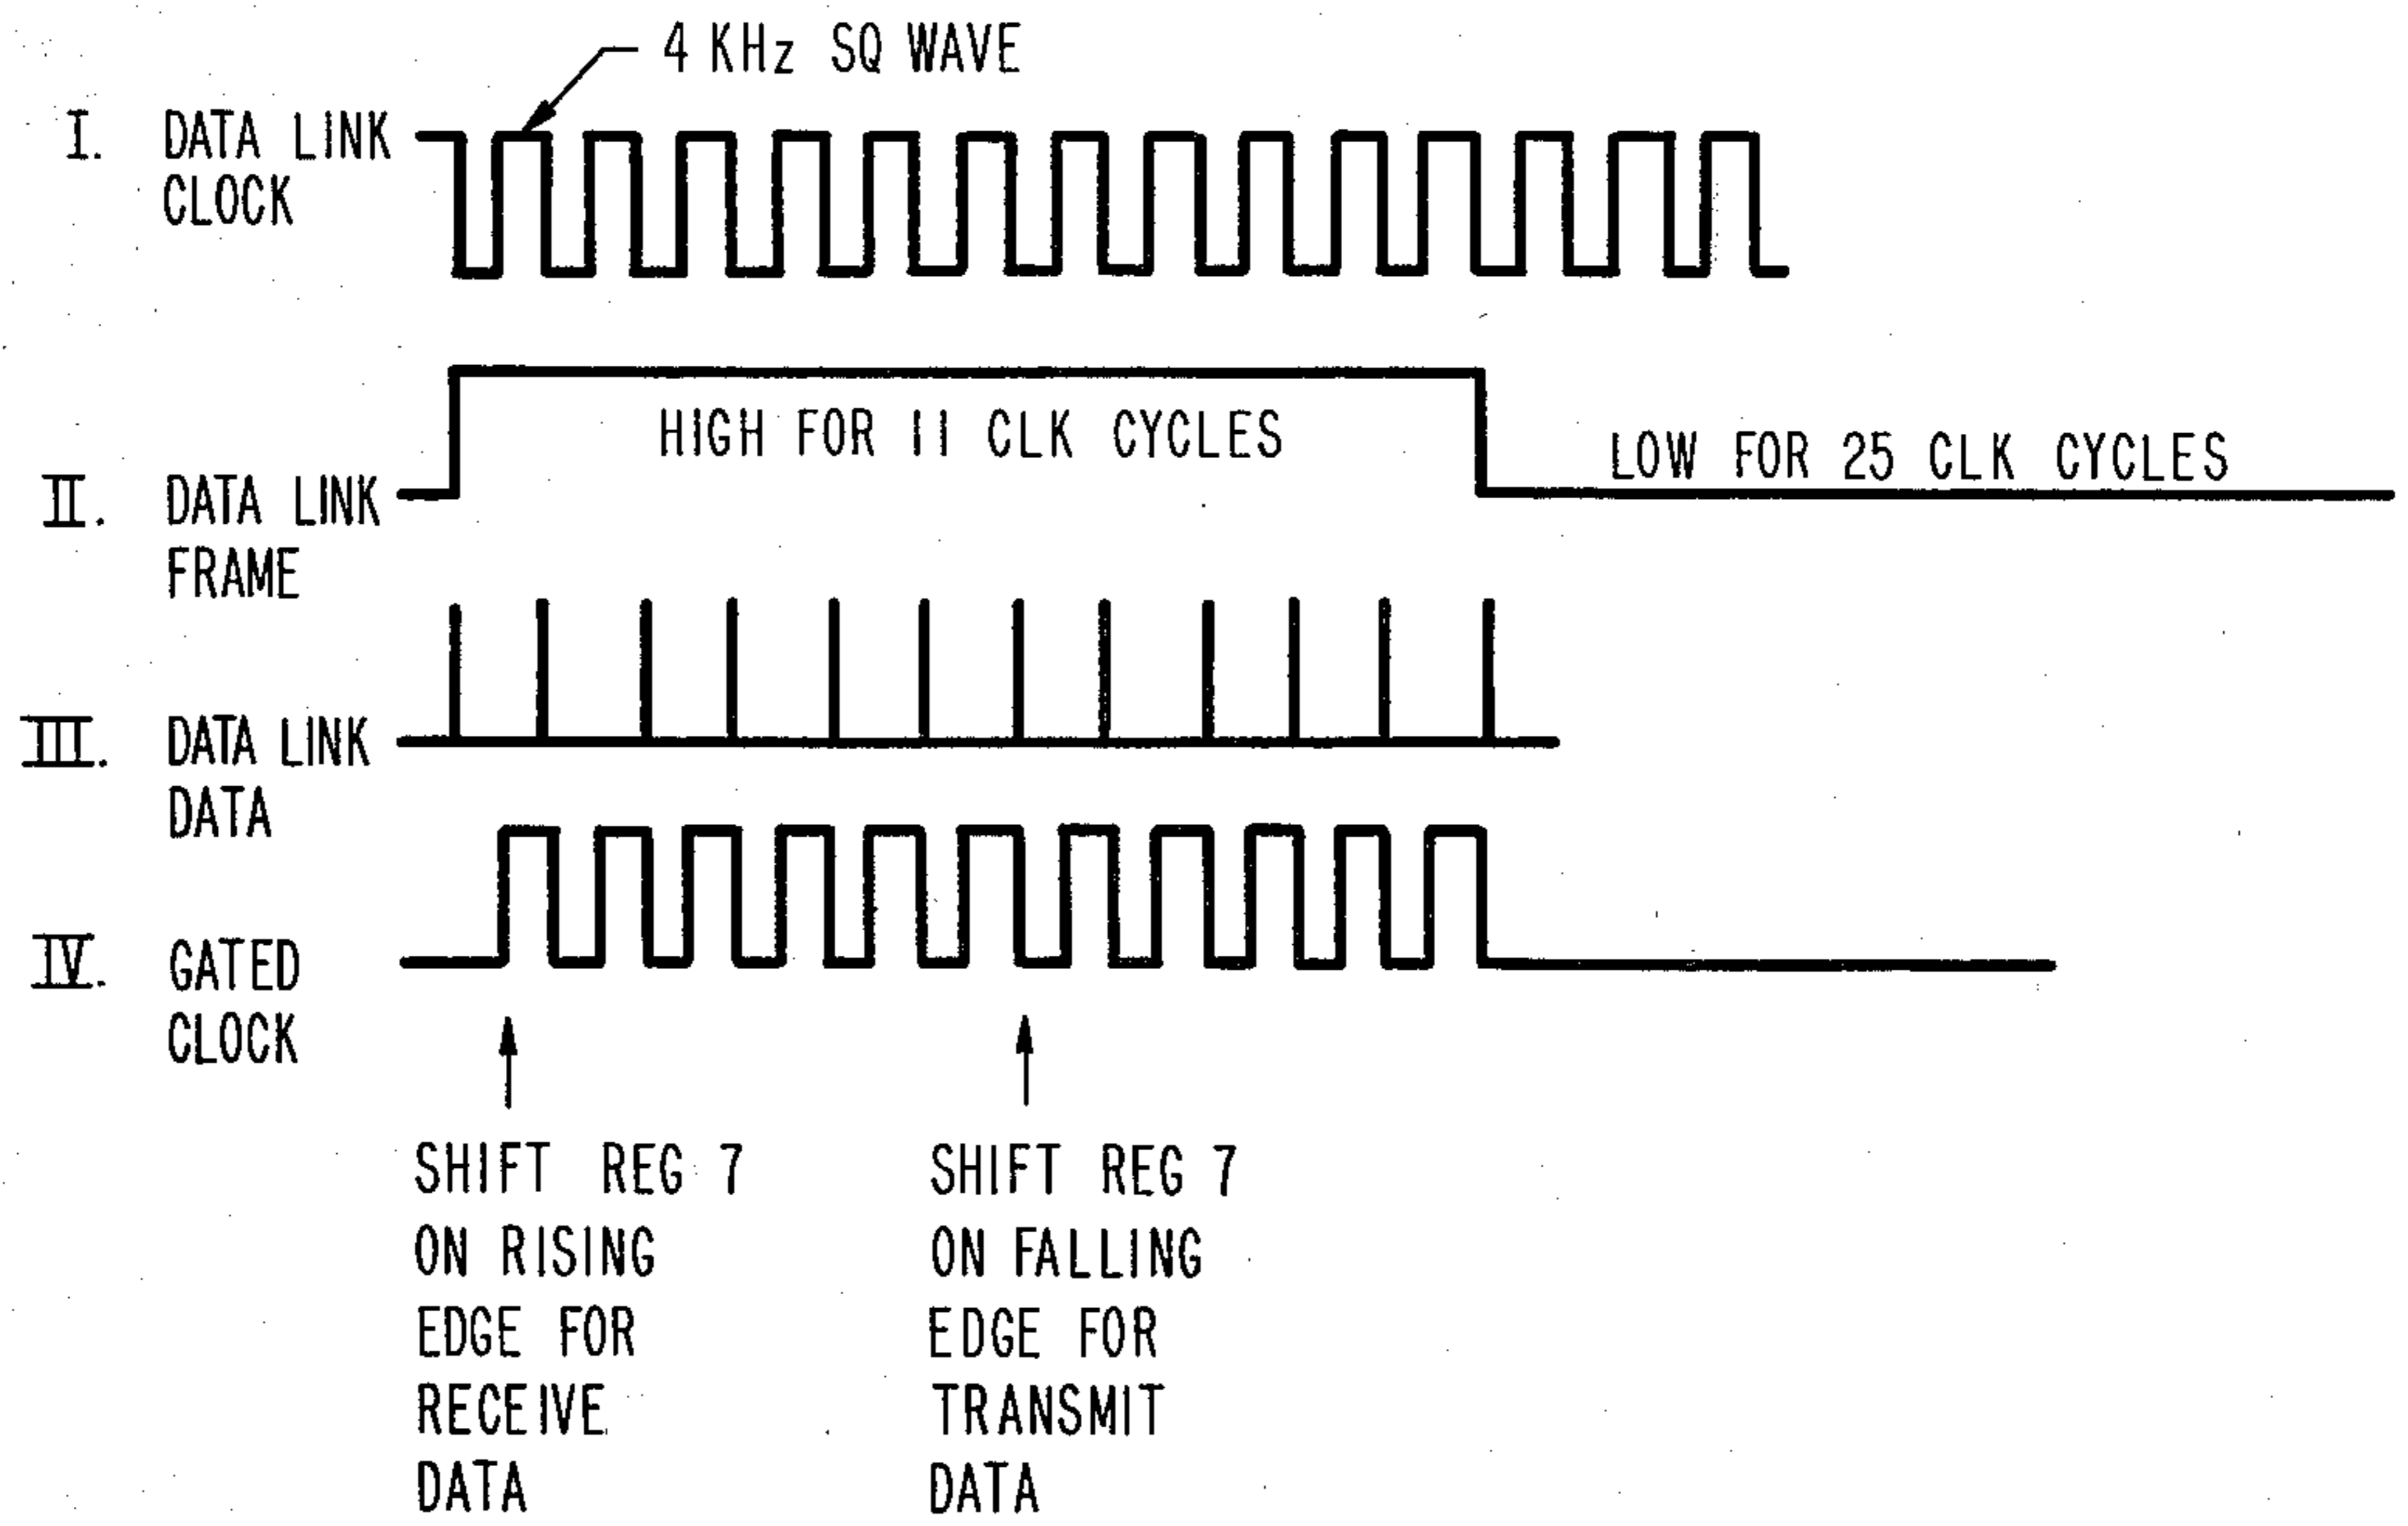 4 KHz SQ WAVE
I. DATA LINK
CLOCK
HIGH FOR 11 CLK CYCLES
LOW FOR 25 CLK CYCLES
II. DATA LINK
FRAME
III. DATA LINK
DATA
IV. GATED
CLOCK
SHIFT REG 7
ON RISING
EDGE FOR
RECEIVE
DATA
SHIFT REG 7
ON FALLING
EDGE FOR
TRANSMIT
DATA